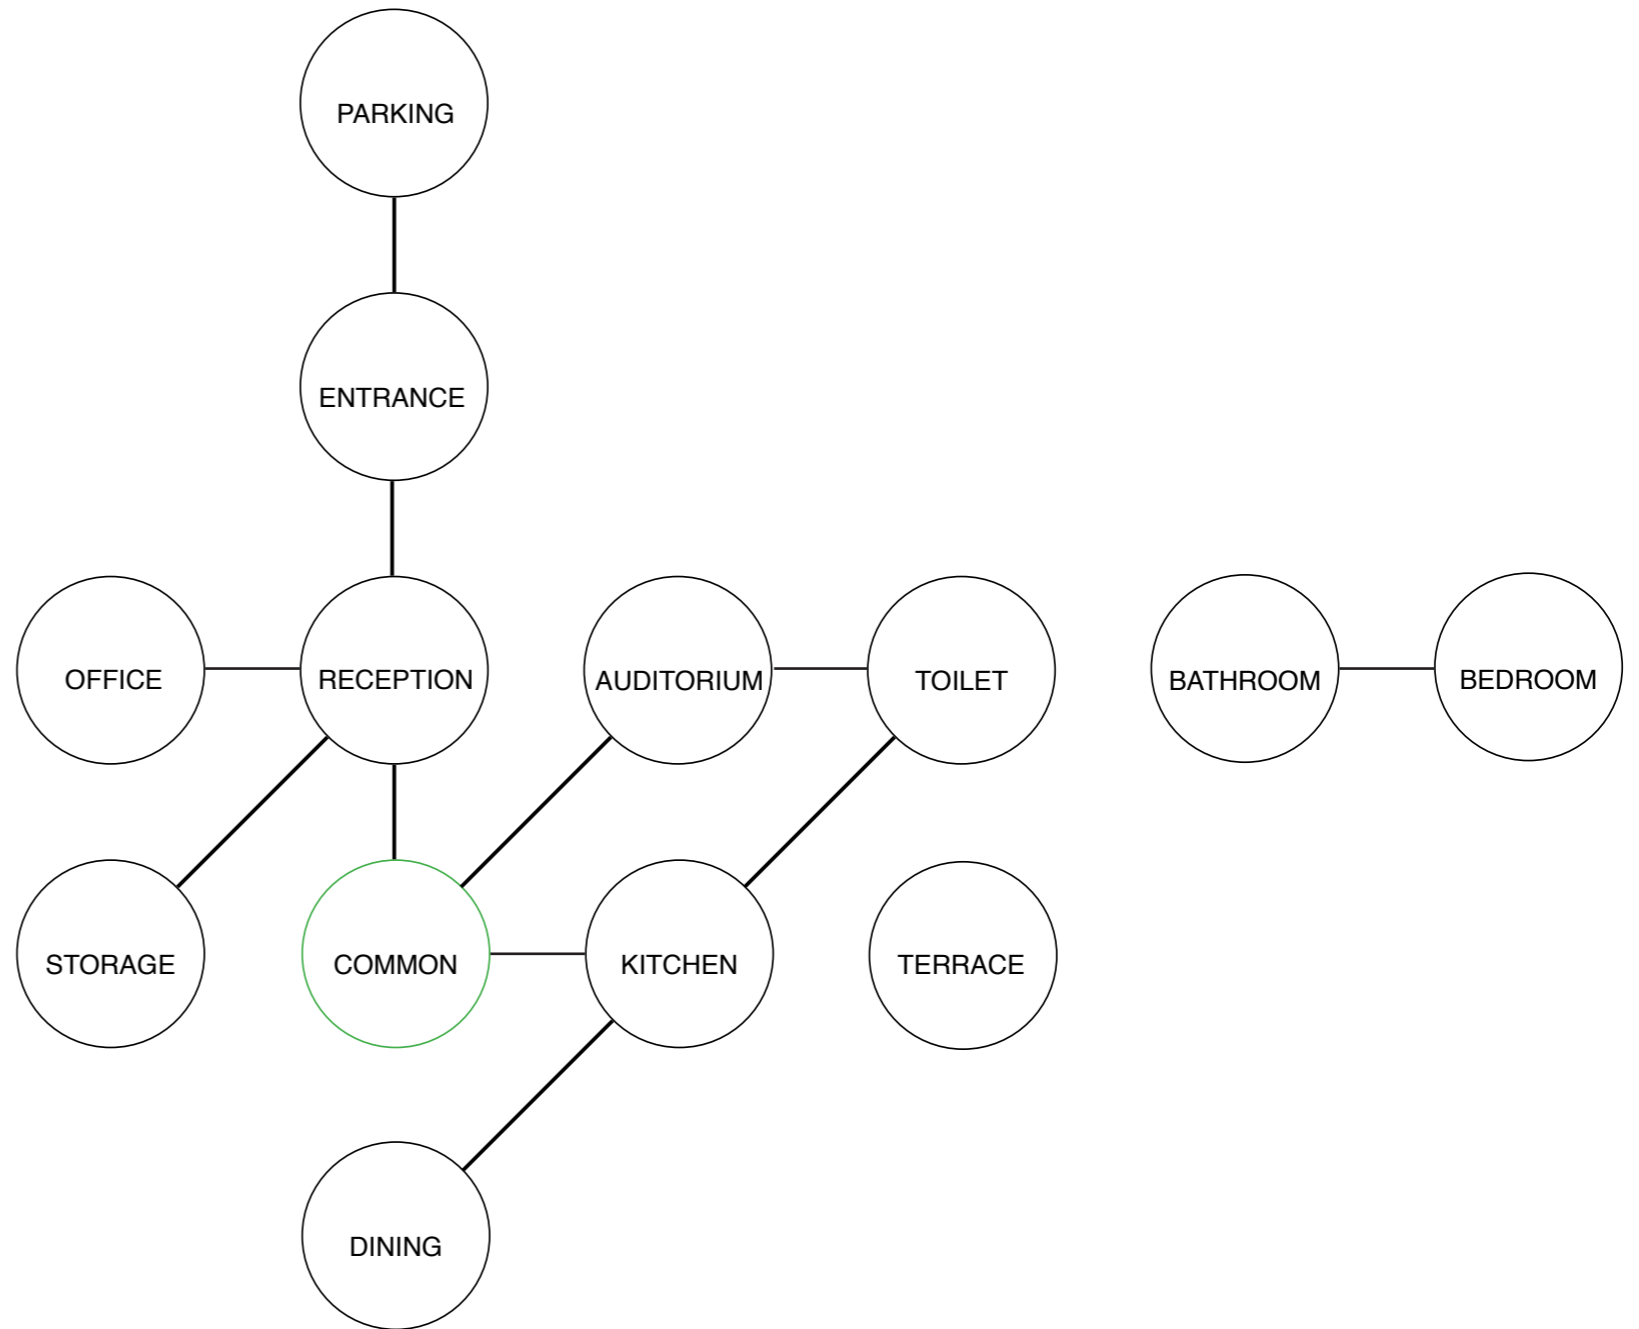 PARKING
ENTRANCE
OFFICE
RECEPTION
AUDITORIUM
TOILET
BATHROOM
BEDROOM
STORAGE
COMMON
KITCHEN
TERRACE
DINING